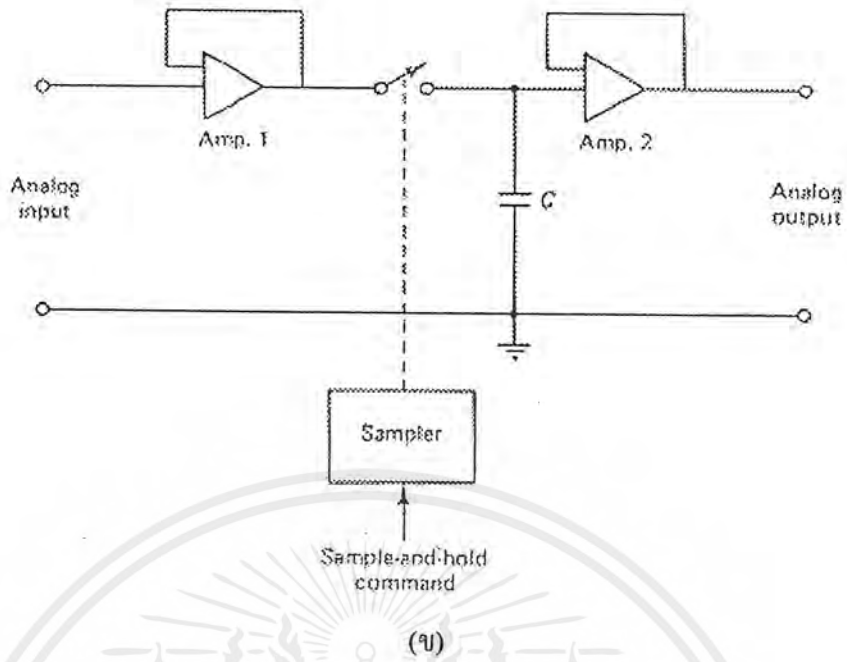 Amp. 1
Amp. 2
Analog
input
C
Analog
output
Sampler
Sample-and-hold
command
(ข)